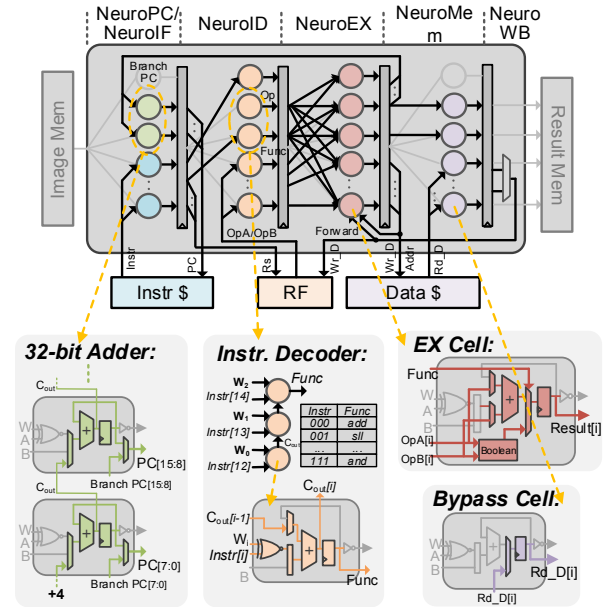 NeuroPC/
NeuroIF
NeuroID
NeuroEX
NeuroMe
m
Neuro
WB
Image Mem
Branch
PC
Op
Func
OpA/OpB
Forward
Result Mem
Instr
PC
Rs
Wr_D
Wr_D
Addr
Rd_D
Instr $
RF
Data $
32-bit Adder:
Cout
W
A
B
+
PC[15:8]
Branch PC[15:8]
Cout
W
A
B
+
PC[7:0]
Branch PC[7:0]
+4
Instr. Decoder:
W2
Instr[14]
Func
W1
Instr[13]
Cout
W0
Instr[12]
Instr Func
000 add
001 sll
... ...
111 and
Cout[i]
Cout[i-1]
Wi
Instr[i]
B
+
Func
EX Cell:
Func
W
A
B
+
OpA[i]
OpB[i]
Boolean
Result[i]
Bypass Cell:
W
A
B
+
Rd_D[i]
Rd_D[i]